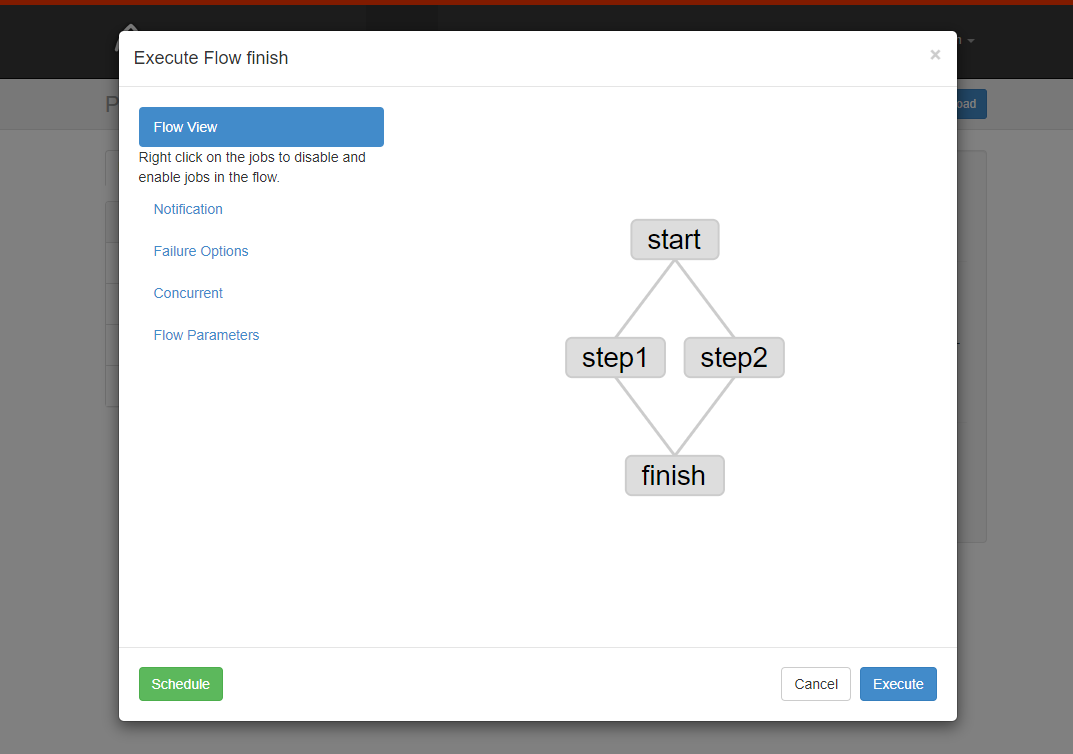 Execute Flow finish
×
Flow View
Right click on the jobs to disable and
enable jobs in the flow.
Notification
Failure Options
Concurrent
Flow Parameters
start
step1 step2
finish
Schedule
Cancel Execute